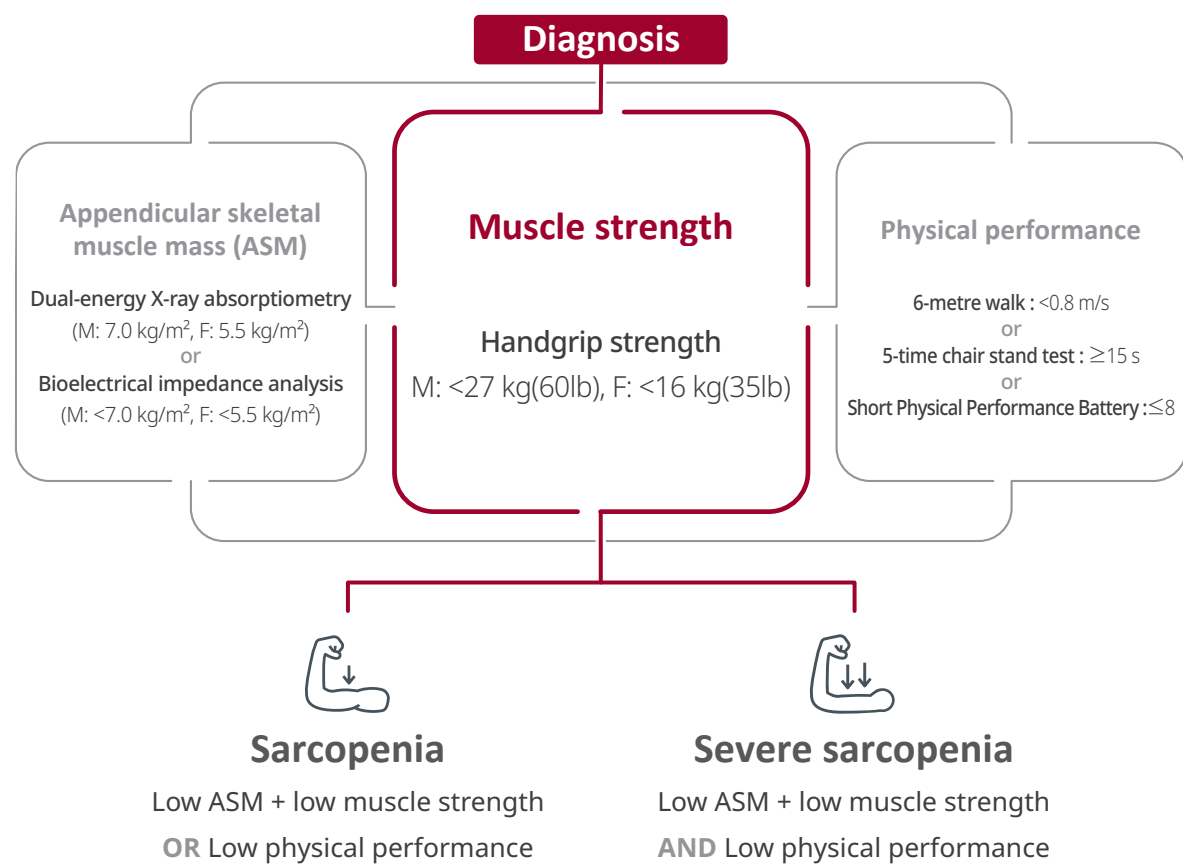 Diagnosis
Appendicular skeletal
muscle mass (ASM)
Dual-energy X-ray absorptiometry
(M: 7.0 kg/m², F: 5.5 kg/m²)
or
Bioelectrical impedance analysis
(M: <7.0 kg/m², F: <5.5 kg/m²)
Muscle strength
Handgrip strength
M: <27 kg(60lb), F: <16 kg(35lb)
Physical performance
6-metre walk : <0.8 m/s
or
5-time chair stand test : ≥15 s
or
Short Physical Performance Battery :≤8
Sarcopenia
Low ASM + low muscle strength
OR Low physical performance
Severe sarcopenia
Low ASM + low muscle strength
AND Low physical performance